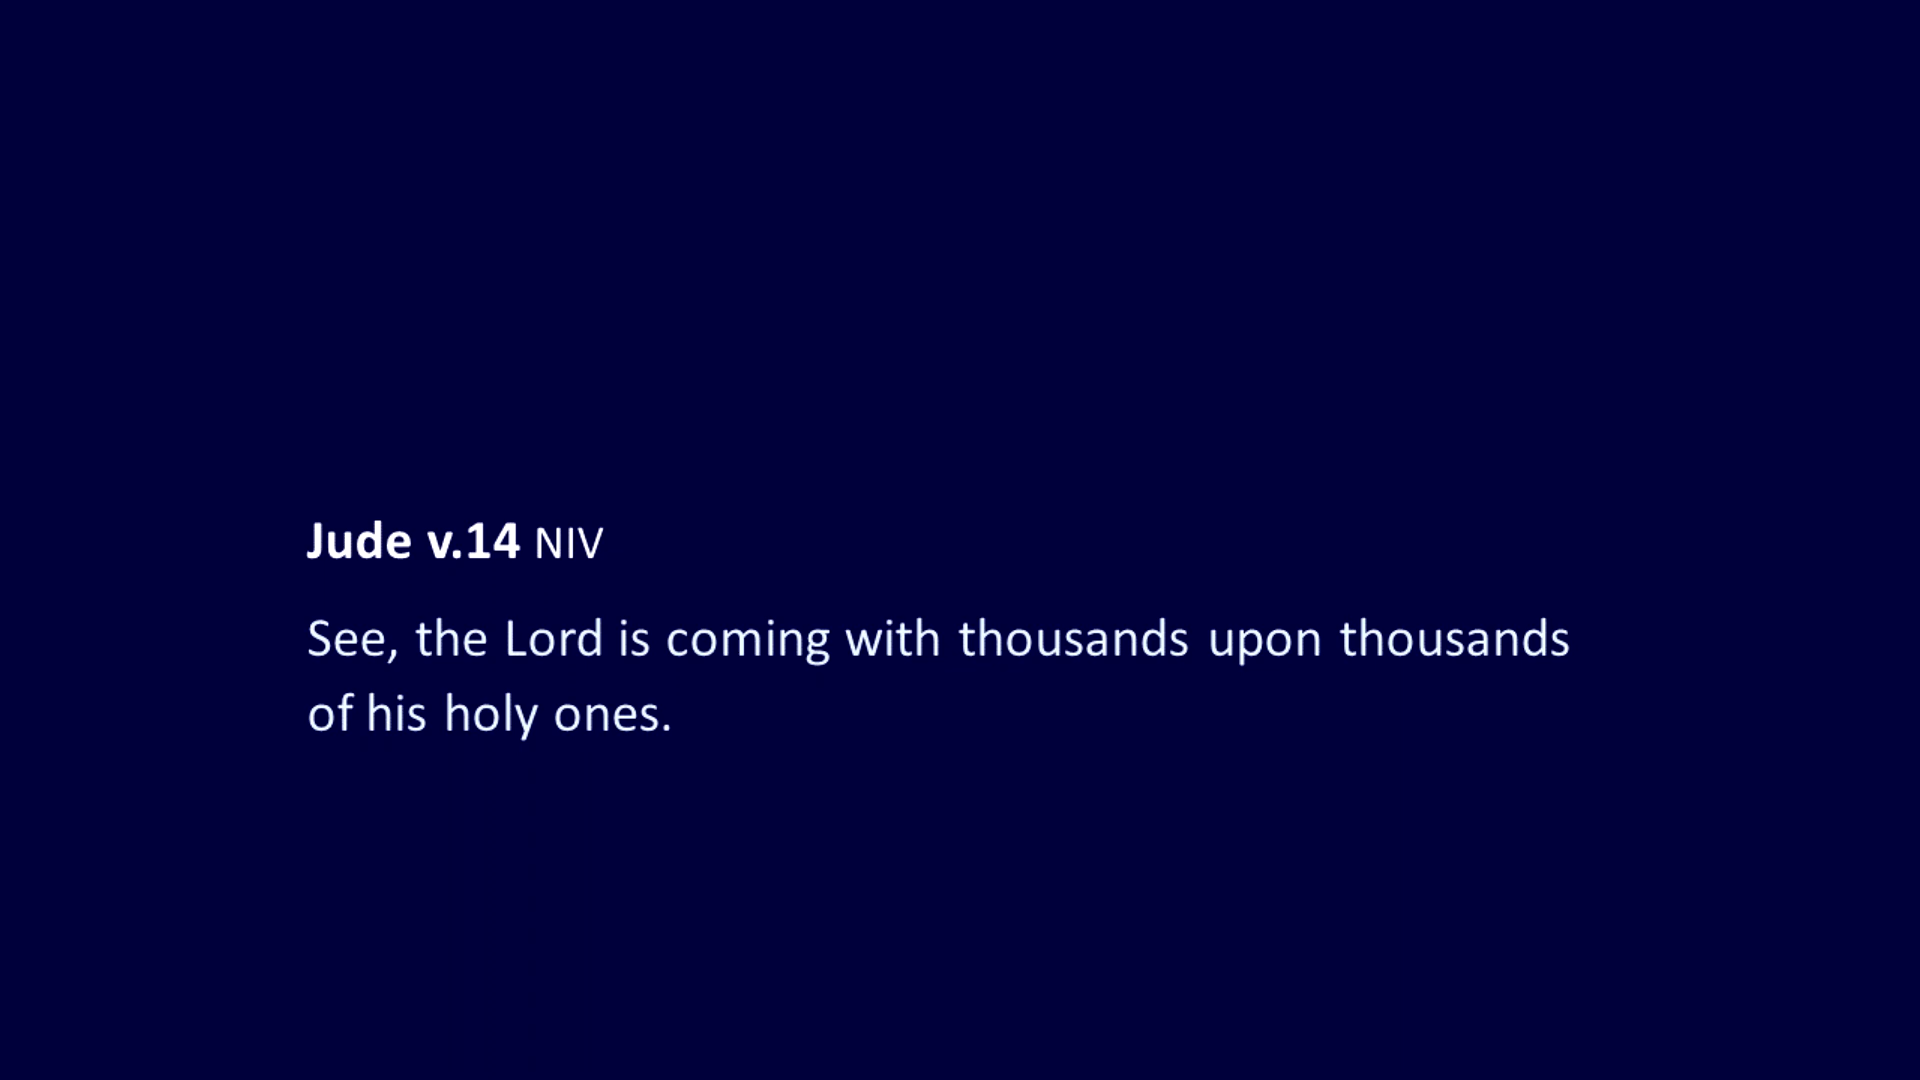 Jude v.14 NIV
See, the Lord is coming with thousands upon thousands
of his holy ones.